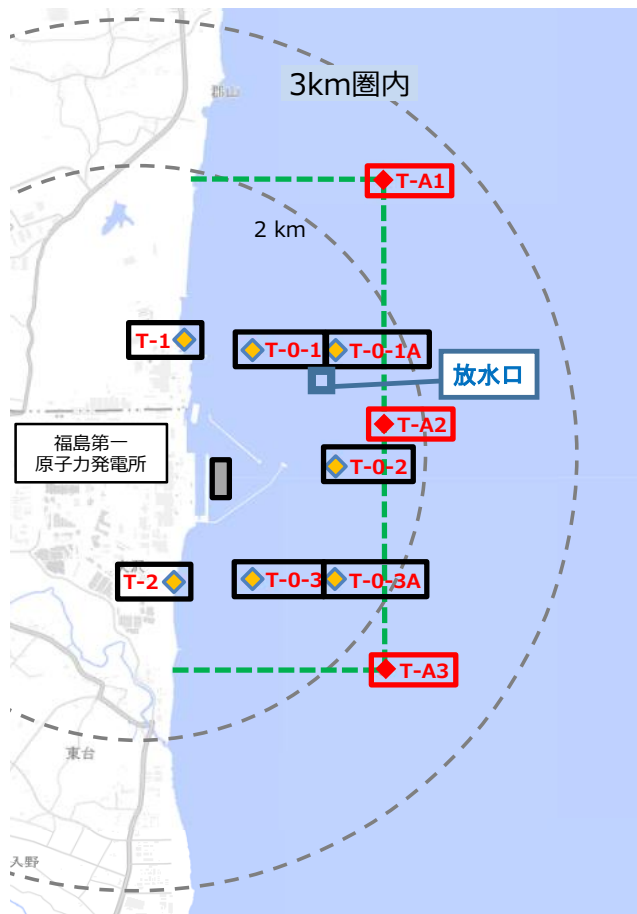 郡山
3km圏内
T-A1
2 km
T-1
T-0-1
T-0-1A
放水口
T-A2
福島第一
原子力発電所
T-0-2
T-2
T-0-3
T-0-3A
T-A3
東台
入野